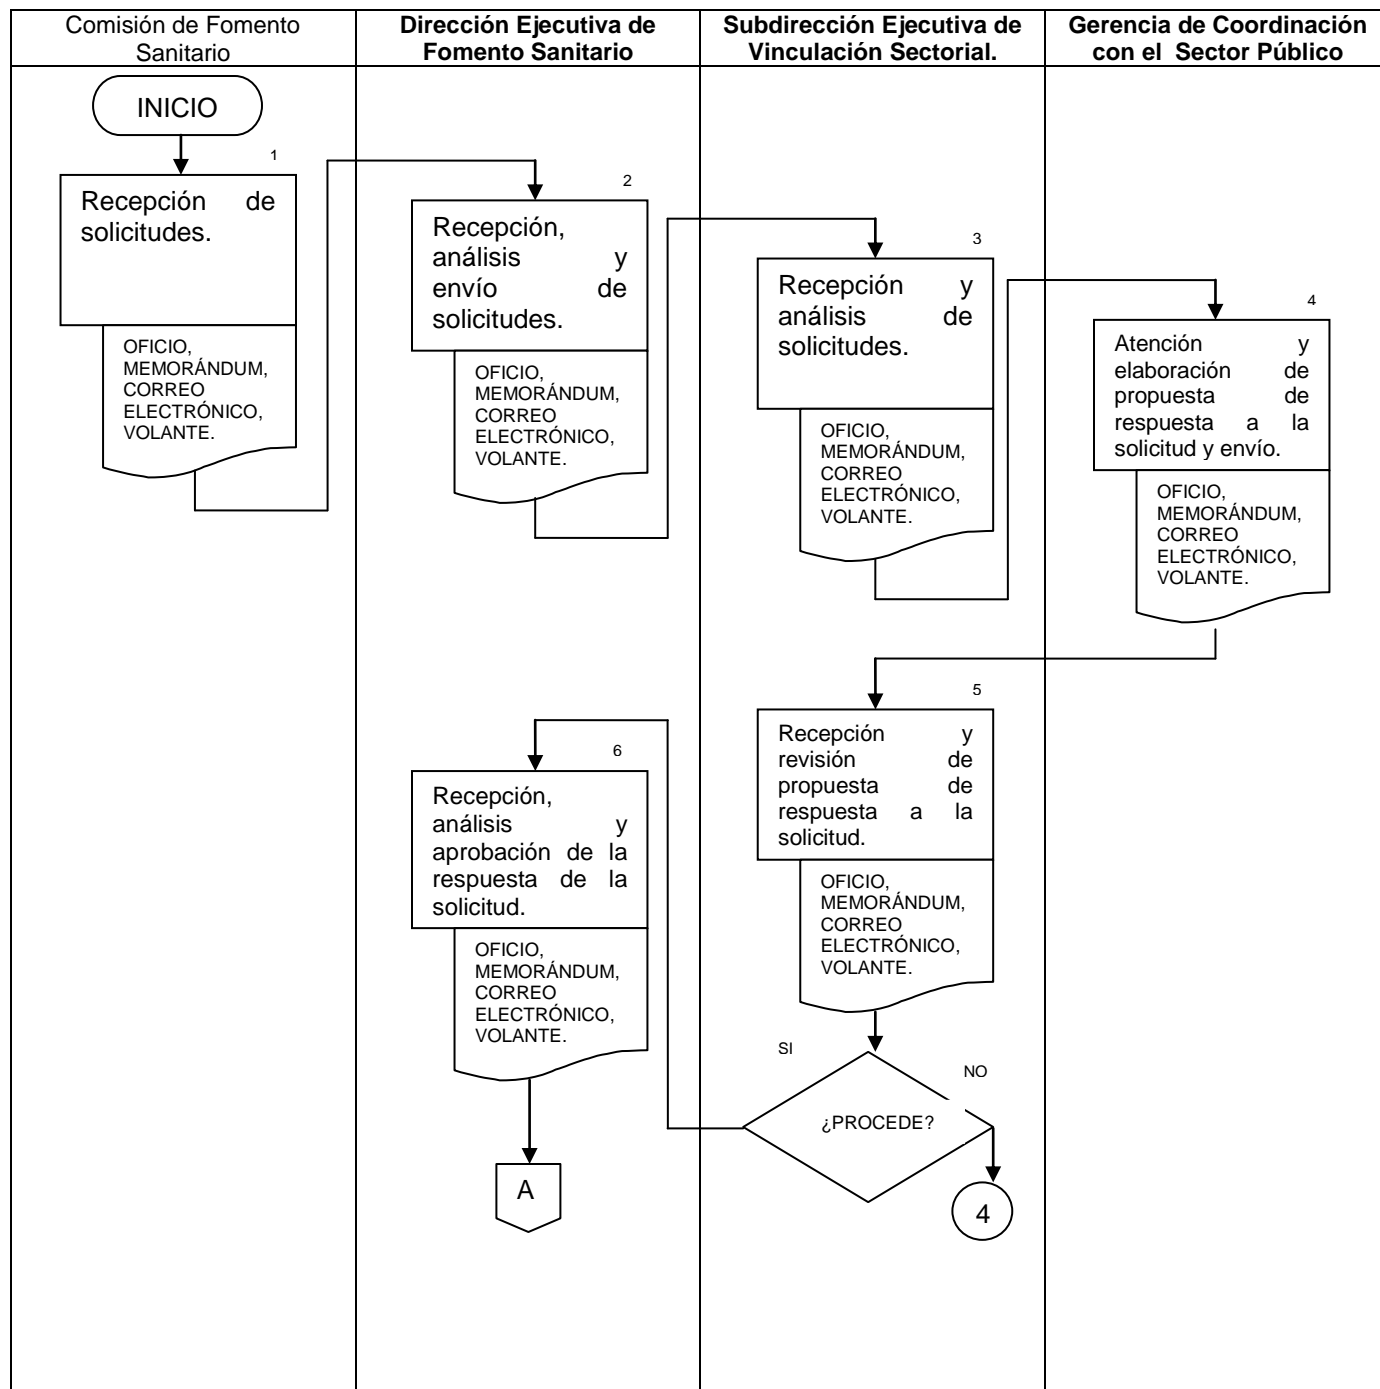 Comisión de Fomento
Sanitario
Dirección Ejecutiva de
Fomento Sanitario
Subdirección Ejecutiva de
Vinculación Sectorial.
Gerencia de Coordinación
con el Sector Público
INICIO
1
Recepción de
solicitudes.
OFICIO,
MEMORÁNDUM,
CORREO
ELECTRÓNICO,
VOLANTE.
2
Recepción,
análisis y
envío de
solicitudes.
OFICIO,
MEMORÁNDUM,
CORREO
ELECTRÓNICO,
VOLANTE.
3
Recepción y
análisis de
solicitudes.
OFICIO,
MEMORÁNDUM,
CORREO
ELECTRÓNICO,
VOLANTE.
4
Atención y
elaboración de
propuesta de
respuesta a la
solicitud y envío.
OFICIO,
MEMORÁNDUM,
CORREO
ELECTRÓNICO,
VOLANTE.
5
Recepción y
revisión de
propuesta de
respuesta a la
solicitud.
OFICIO,
MEMORÁNDUM,
CORREO
ELECTRÓNICO,
VOLANTE.
SI
NO
¿PROCEDE?
4
6
Recepción,
análisis y
aprobación de la
respuesta de la
solicitud.
OFICIO,
MEMORÁNDUM,
CORREO
ELECTRÓNICO,
VOLANTE.
A